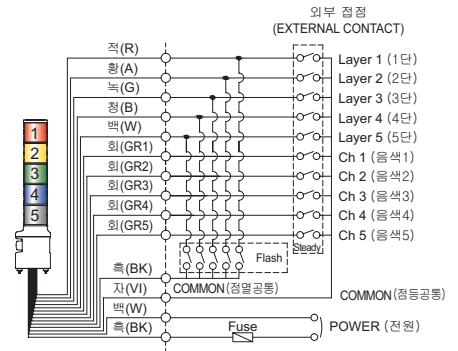 외부 접점
(EXTERNAL CONTACT)
적(R)
Layer 1 (1단)
황(A)
Layer 2 (2단)
녹(G)
Layer 3 (3단)
청(B)
Layer 4 (4단)
백(W)
Layer 5 (5단)
회(GR1)
Ch 1 (음색1)
회(GR2)
Ch 2 (음색2)
회(GR3)
Ch 3 (음색3)
회(GR4)
Ch 4 (음색4)
회(GR5)
Ch 5 (음색5)
1
2
3
4
5
Steady
Flash
흑(BK)
자(VI)
COMMON (점멸공통)
COMMON (점등공통)
백(W)
흑(BK)
Fuse
POWER (전원)